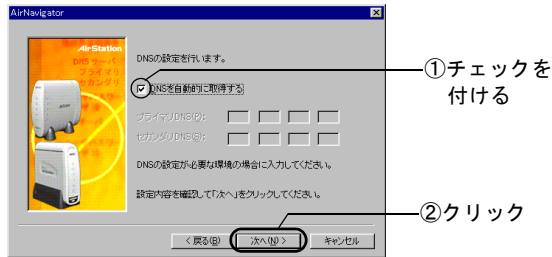 AirNavigator
AirStation
DNS サーバ
プライマリ
セカンダリ
DNSの設定を行います。
DNSを自動的に取得する
プライマリDNS(P):
セカンダリDNS(S):
DNSの設定が必要な環境の場合に入力してください。
設定内容を確認して「次へ」をクリックしてください。
< 戻る(B)
次へ(N) >
キャンセル
①チェックを
付ける
②クリック